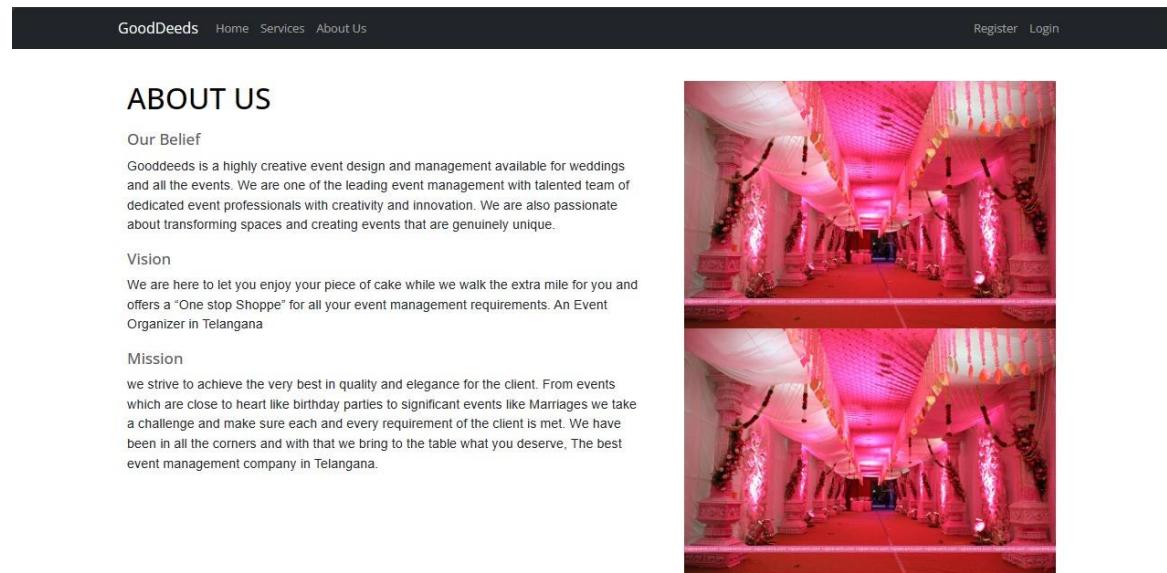 GoodDeeds Home Services About Us Register Login
ABOUT US
Our Belief
Gooddeeds is a highly creative event design and management available for weddings
and all the events. We are one of the leading event management with talented team of
dedicated event professionals with creativity and innovation. We are also passionate
about transforming spaces and creating events that are genuinely unique.
Vision
We are here to let you enjoy your piece of cake while we walk the extra mile for you and
offers a “One stop Shoppe” for all your event management requirements. An Event
Organizer in Telangana
Mission
we strive to achieve the very best in quality and elegance for the client. From events
which are close to heart like birthday parties to significant events like Marriages we take
a challenge and make sure each and every requirement of the client is met. We have
been in all the corners and with that we bring to the table what you deserve, The best
event management company in Telangana.